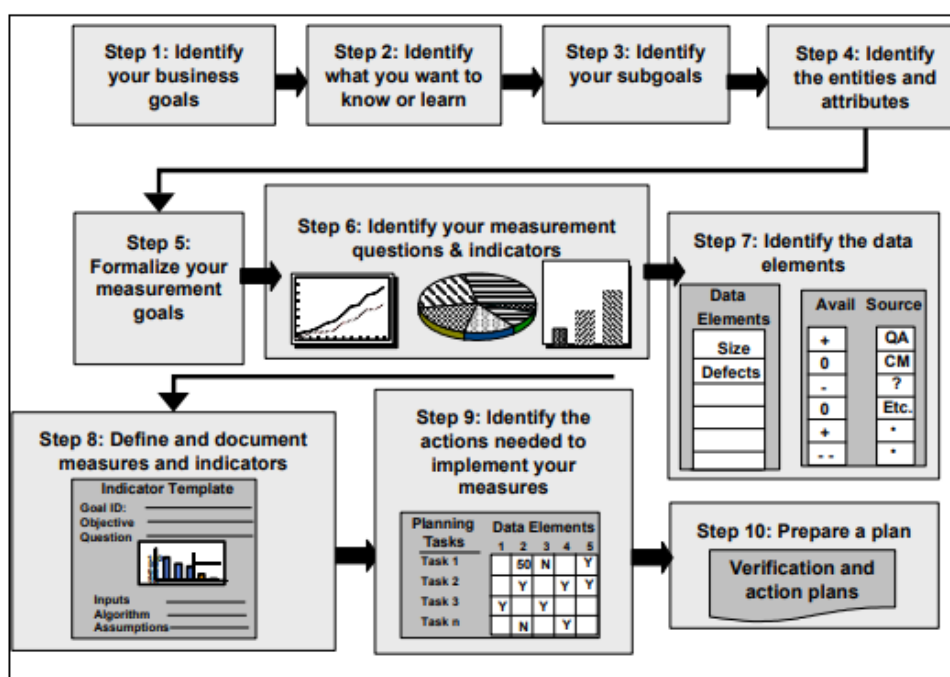 Step 1: Identify
your business
goals
Step 2: Identify
what you want to
know or learn
Step 3: Identify
your subgoals
Step 4: Identify
the entities and
attributes
Step 5:
Formalize your
measurement
goals
Step 6: Identify your measurement
questions & indicators
Step 7: Identify the data
elements
Data
Elements
Size
Defects
Avail Source
+ QA
0 CM
- ?
0 Etc.
+ *
- - *
Step 8: Define and document
measures and indicators
Indicator Template
Goal ID:
Objective
Question
Inputs
Algorithm
Assumptions
Step 9: Identify the
actions needed to
implement your
measures
Planning Data Elements
Tasks 1 2 3 4 5
Task 1 50 N Y
Task 2 Y Y Y
Task 3 Y Y
Task n N Y
Step 10: Prepare a plan
Verification and
action plans